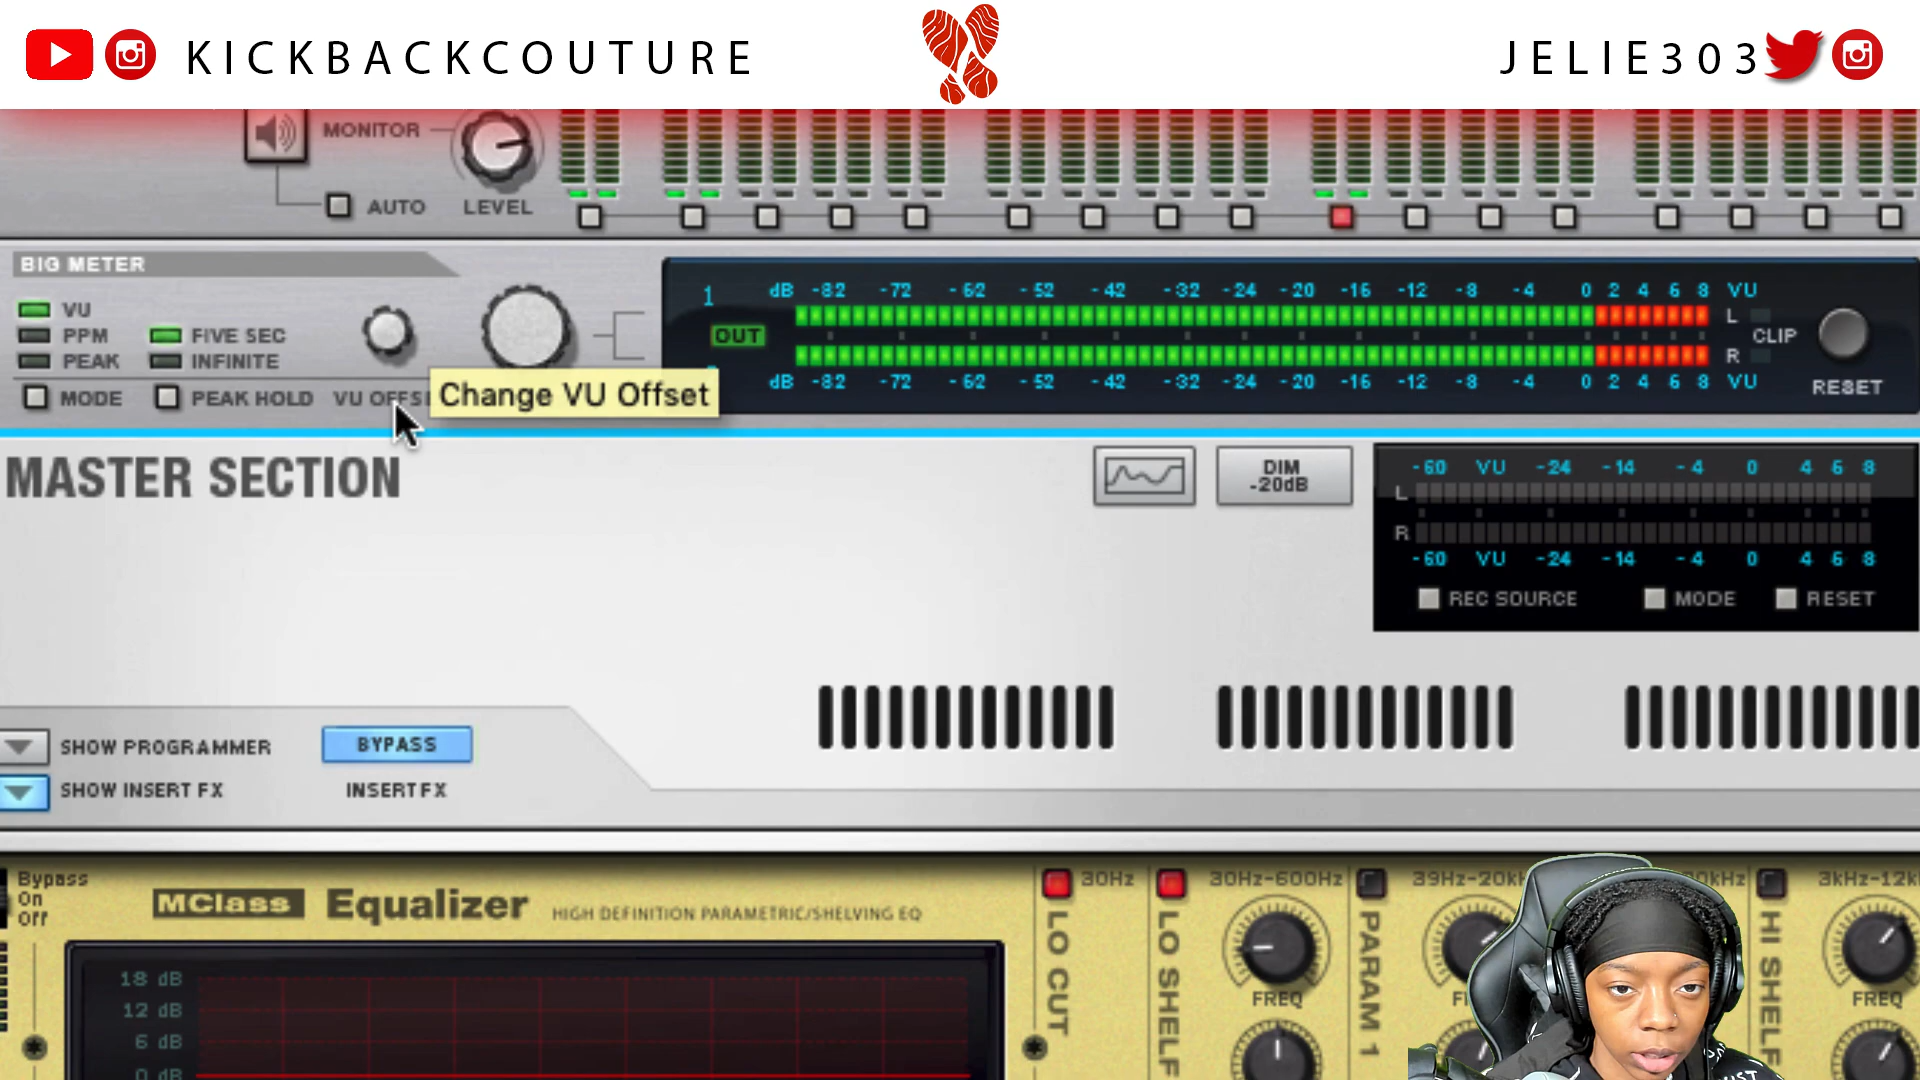 KICKBACKCOUTURE
JELIE303
MONITOR
AUTO
LEVEL
BIG METER
VU
PPM
PEAK
FIVE SEC
INFINITE
MODE
PEAK HOLD
VU OFFS
Change VU Offset
1
OUT
dB -82 -72 -62 -52 -42 -32 -24 -20 -16 -12 -8 -4 0 2 4 6 8 VU
L
R
dB -82 -72 -62 -52 -42 -32 -24 -20 -16 -12 -8 -4 0 2 4 6 8 VU
CLIP
RESET
MASTER SECTION
DIM
-20dB
-60 VU -24 -14 -4 0 4 6 8
L
R
-60 VU -24 -14 -4 0 4 6 8
REC SOURCE
MODE
RESET
SHOW PROGRAMMER
BYPASS
SHOW INSERT FX
INSERT FX
Bypass
On
Off
MClass Equalizer
HIGH DEFINITION PARAMETRIC/SHELVING EQ
18 dB
12 dB
6 dB
0 dB
30Hz
LO CUT
30Hz-600Hz
LO SHELF
FREQ
39Hz-20k
PARAM 1
HI SHELF
3kHz-12k
FREQ